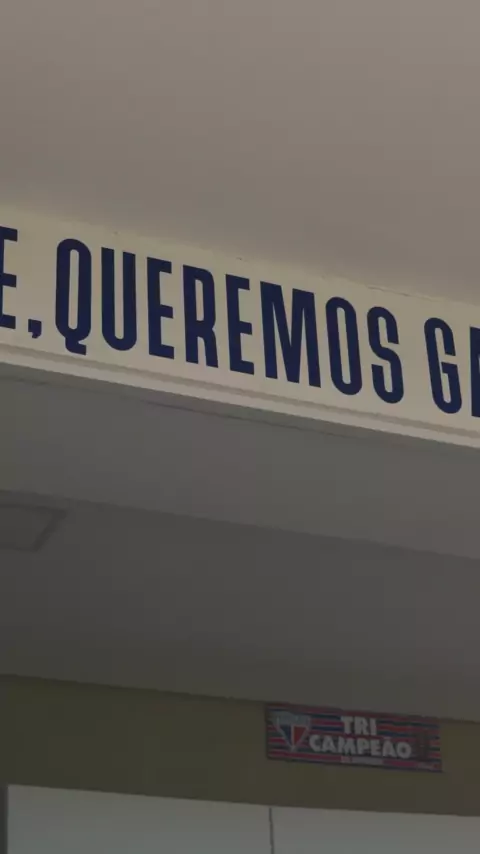 E, QUEREMOS G
TRI
CAMPEÃO